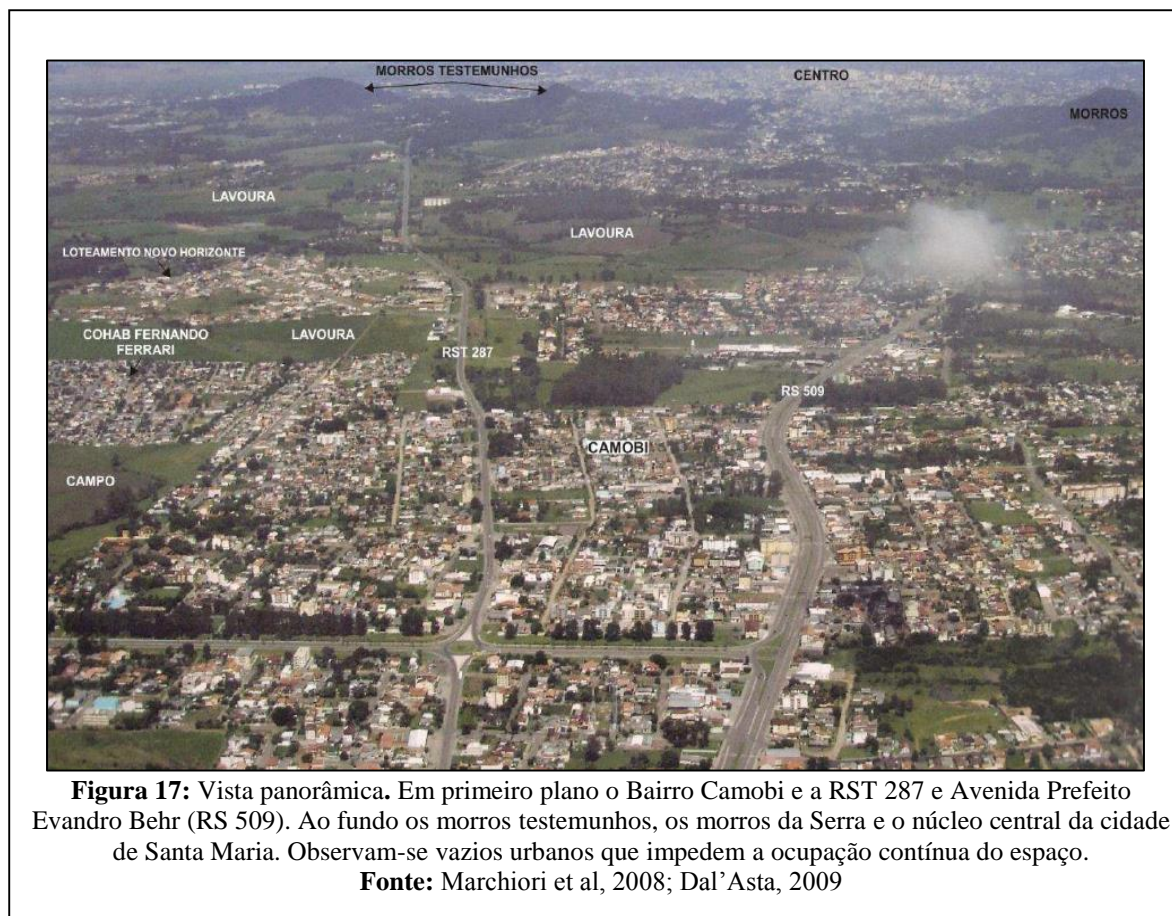 MORROS TESTEMUNHOS
CENTRO
MORROS
LAVOURA
LAVOURA
LOTEAMENTO NOVO HORIZONTE
COHAB FERNANDO
FERRARI
LAVOURA
RST 287
RS 509
CAMOBI
CAMPO
Figura 17: Vista panorâmica. Em primeiro plano o Bairro Camobi e a RST 287 e Avenida Prefeito
Evandro Behr (RS 509). Ao fundo os morros testemunhos, os morros da Serra e o núcleo central da cidade
de Santa Maria. Observam-se vazios urbanos que impedem a ocupação contínua do espaço.
Fonte: Marchiori et al, 2008; Dal’Asta, 2009